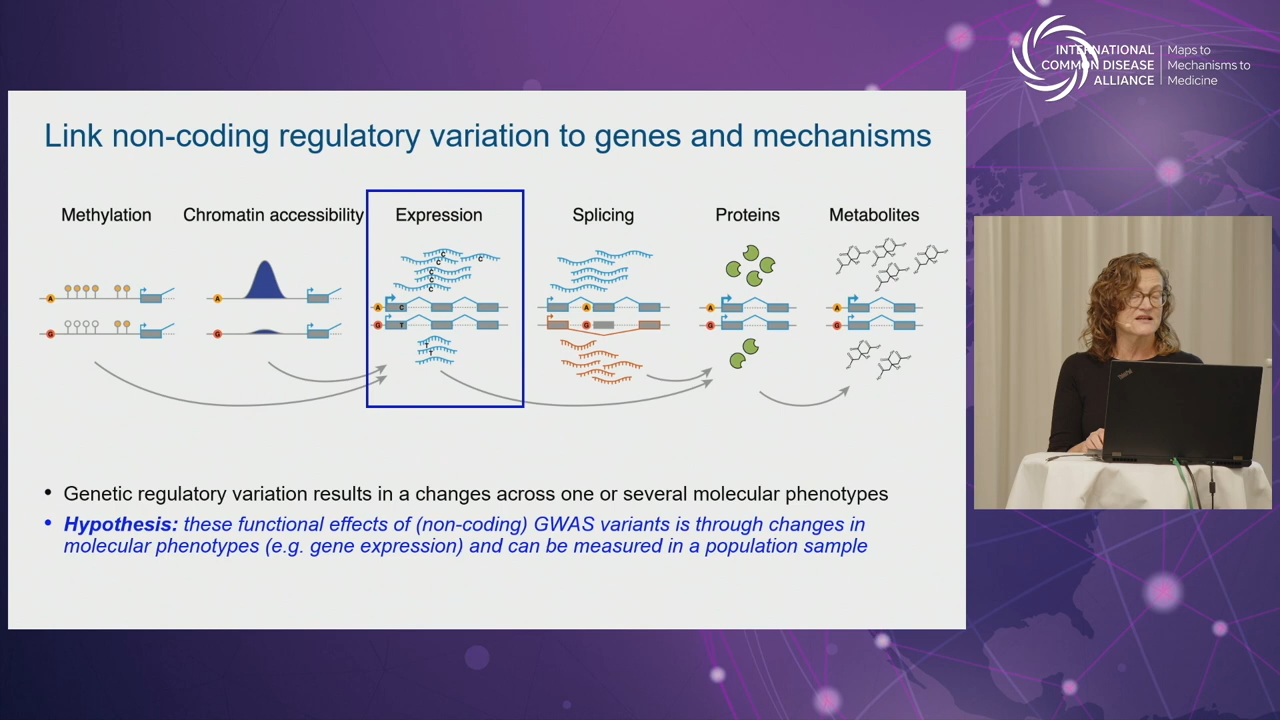 INTERNATIONAL
COMMON DISEASE
ALLIANCE
Maps to
Mechanisms to
Medicine
Link non-coding regulatory variation to genes and mechanisms
Methylation
Chromatin accessibility
Expression
Splicing
Proteins
Metabolites
C
C
C
C
C
C
A
A
A C
A
A
A
G
G
G T
G
G
G
T
T
• Genetic regulatory variation results in a changes across one or several molecular phenotypes
• Hypothesis: these functional effects of (non-coding) GWAS variants is through changes in
molecular phenotypes (e.g. gene expression) and can be measured in a population sample
ThinkPad